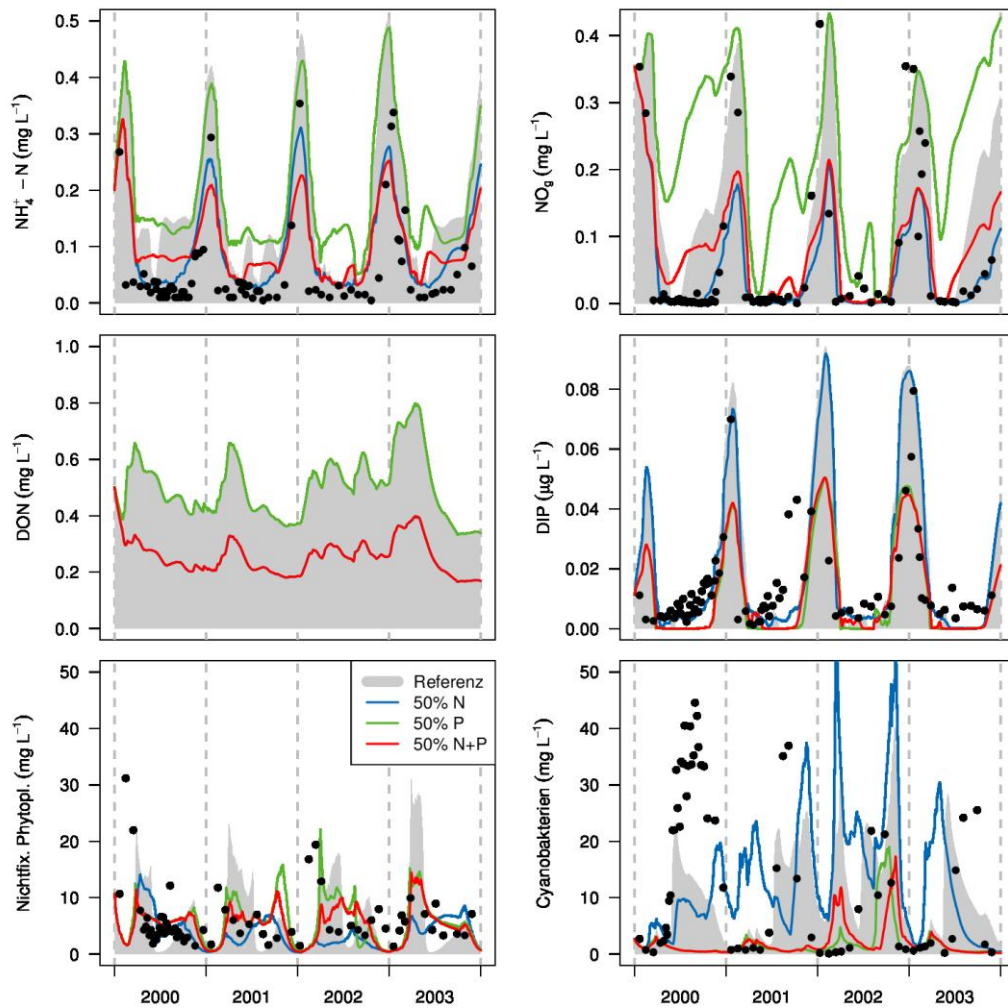 NH₄⁺ – N (mg L⁻¹)
0.5
0.4
0.3
0.2
0.1
0.0
NO₃ (mg L⁻¹)
0.4
0.3
0.2
0.1
0.0
DON (mg L⁻¹)
1.0
0.8
0.6
0.4
0.2
0.0
DIP (µg L⁻¹)
0.08
0.06
0.04
0.02
0.00
Nichtfix. Phytopl. (mg L⁻¹)
50
40
30
20
10
0
Referenz
50% N
50% P
50% N+P
2000 2001 2002 2003
Cyanobakterien (mg L⁻¹)
50
40
30
20
10
0
2000 2001 2002 2003